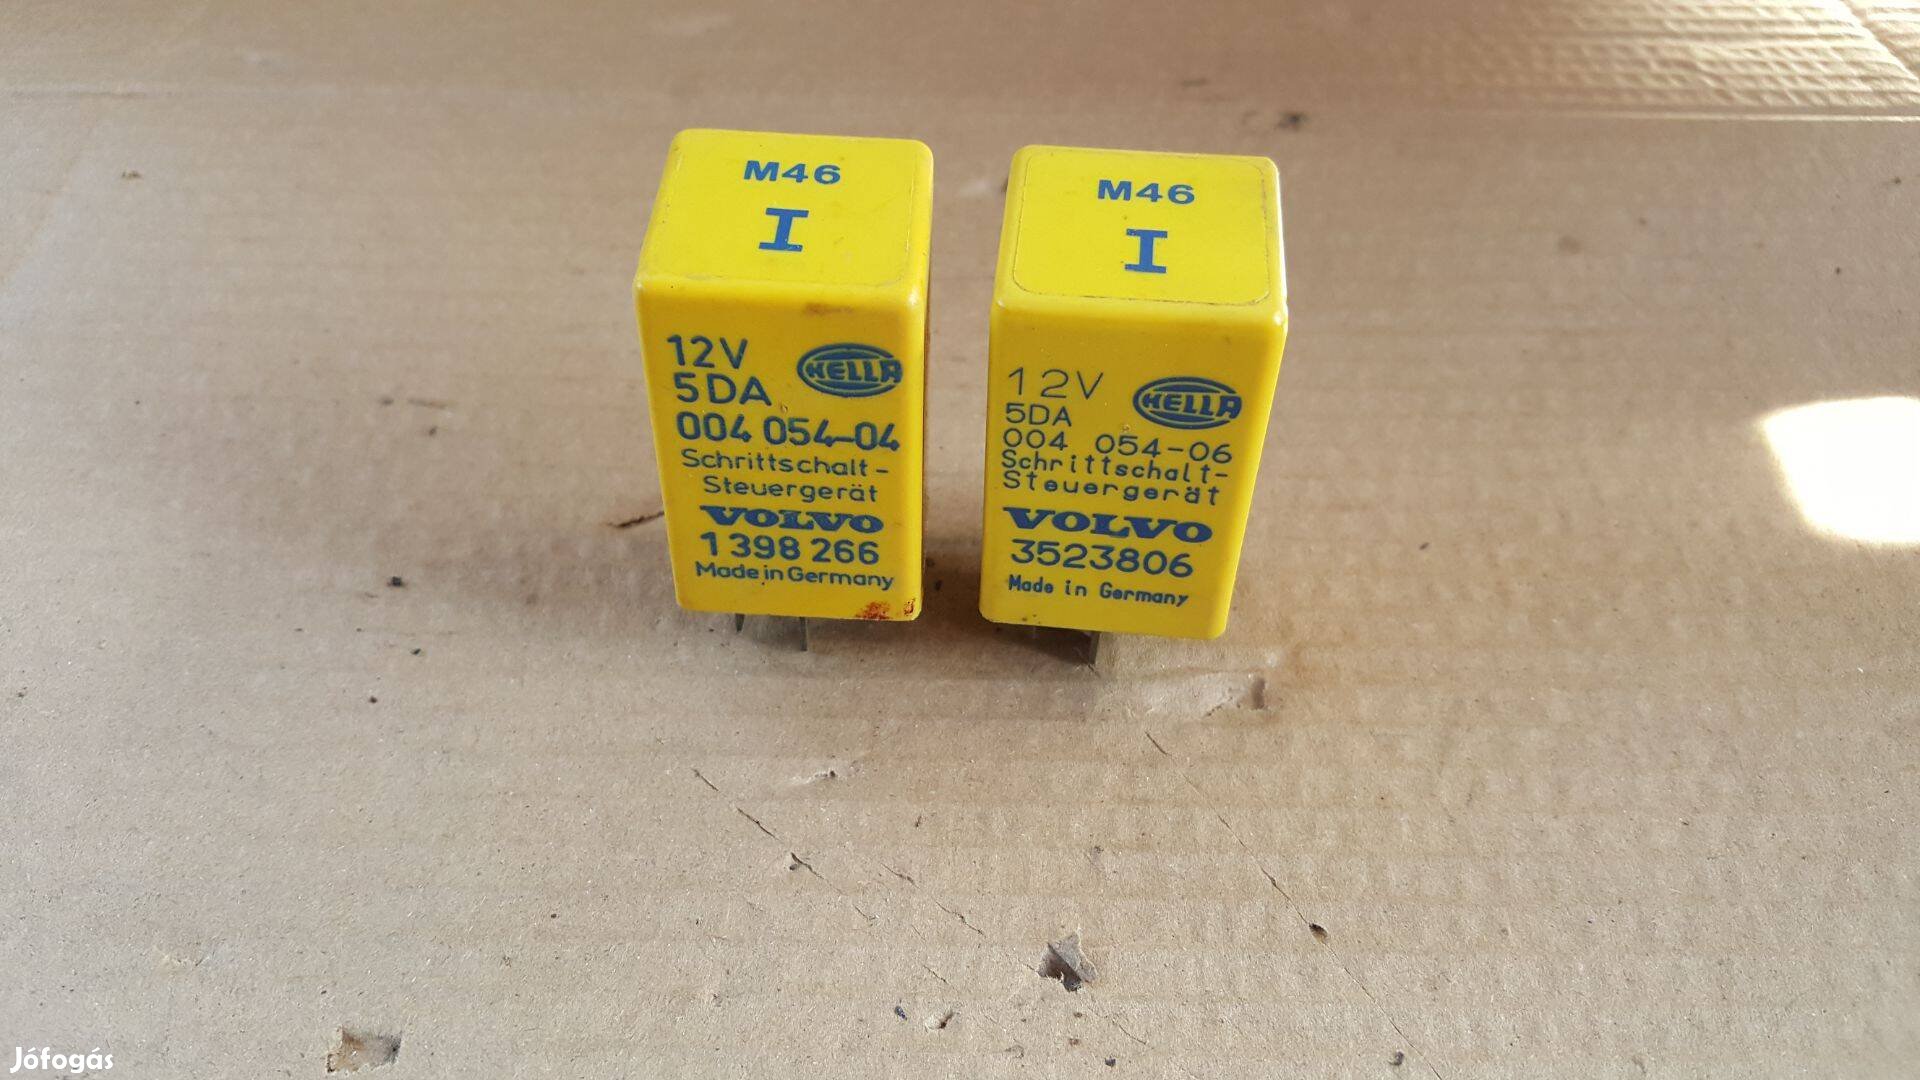 M46
I
12V
HELLA
5DA
004 054-04
Schrittschalt-
Steuergerät
VOLVO
1 398 266
Made in Germany
M46
I
12V
HELLA
5DA
004 054-06
Schrittschalt-
Steuergerät
VOLVO
3523806
Made in Germany
Jófogás